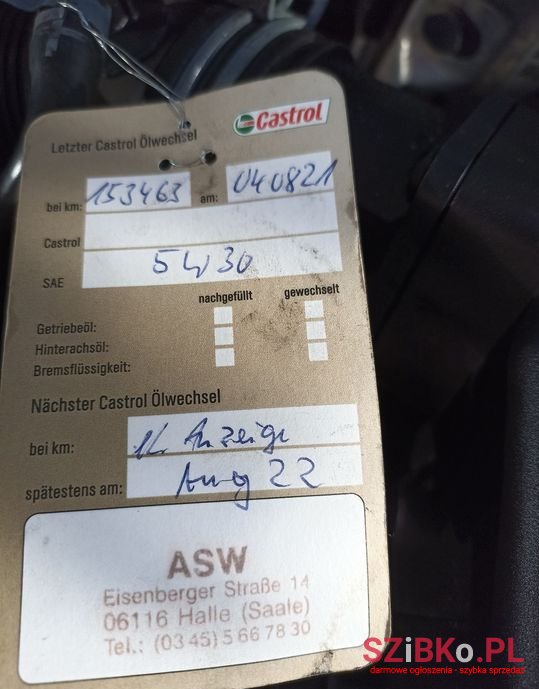 Castrol
Letzter Castrol Ölwechsel
bei km: 153463 am: 040821
Castrol
SAE 5W30
nachgefüllt gewechselt
Getriebeöl:
Hinterachsöl:
Bremsflüssigkeit:
Nächster Castrol Ölwechsel
bei km: lt. Anzeige
spätestens am: Aug 22
ASW
Eisenberger Straße 14
06116 Halle (Saale)
Tel.: (03 45) 5 66 78 30
SZiBKo.PL
darmowe ogłoszenia - szybka sprzedaż